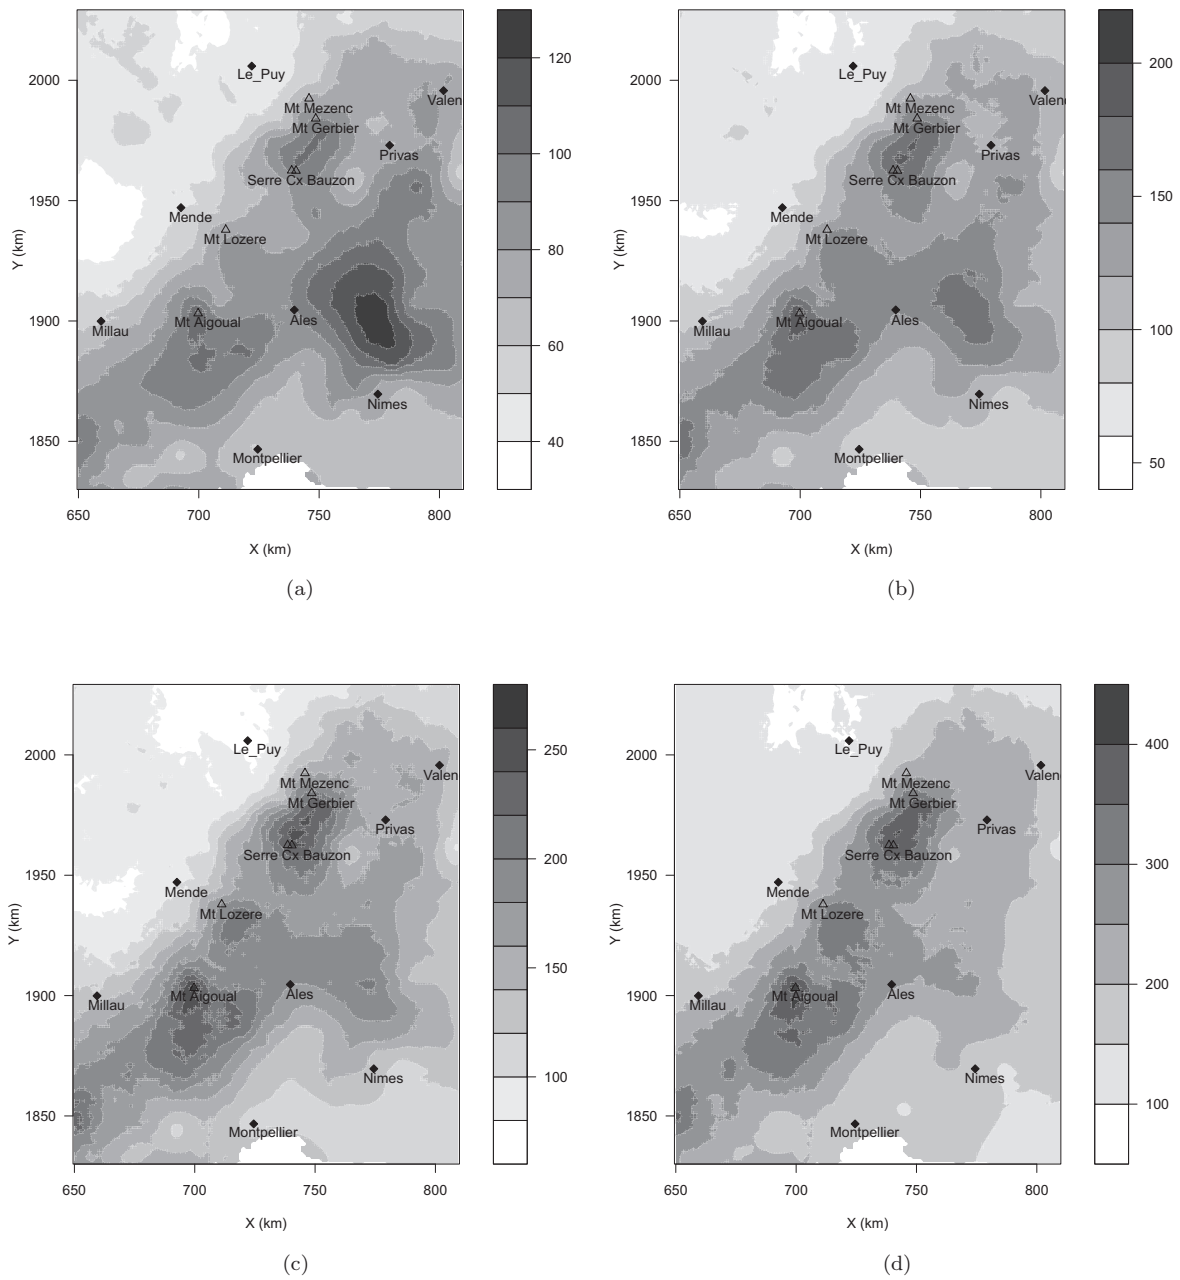 2000
1950
1900
1850
Y (km)
650
700
750
800
X (km)
Le_Puy
Mt Mezenc
Mt Gerbier
Valen
Privas
Serre Cx Bauzon
Mende
Mt Lozere
Millau
Mt Aigoual
Ales
Nimes
Montpellier
120
100
80
60
40
(a)
2000
1950
1900
1850
Y (km)
650
700
750
800
X (km)
Le_Puy
Mt Mezenc
Mt Gerbier
Valen
Privas
Serre Cx Bauzon
Mende
Mt Lozere
Millau
Mt Aigoual
Ales
Nimes
Montpellier
200
150
100
50
(b)
2000
1950
1900
1850
Y (km)
650
700
750
800
X (km)
Le_Puy
Mt Mezenc
Mt Gerbier
Valen
Privas
Serre Cx Bauzon
Mende
Mt Lozere
Millau
Mt Aigoual
Ales
Nimes
Montpellier
250
200
150
100
(c)
2000
1950
1900
1850
Y (km)
650
700
750
800
X (km)
Le_Puy
Mt Mezenc
Mt Gerbier
Valen
Privas
Serre Cx Bauzon
Mende
Mt Lozere
Millau
Mt Aigoual
Ales
Nimes
Montpellier
400
300
200
100
(d)